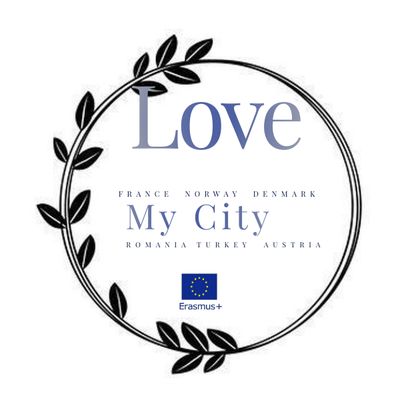 Love
FRANCE NORWAY DENMARK
My City
ROMANIA TURKEY AUSTRIA
Erasmus+